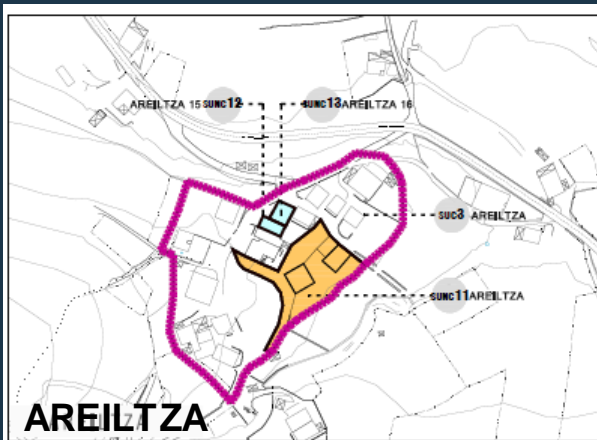 AREILTZA 15 SUNC12
SUNC13 AREILTZA 16
SUC3 AREILTZA
SUNC11 AREILTZA
AREILTZA